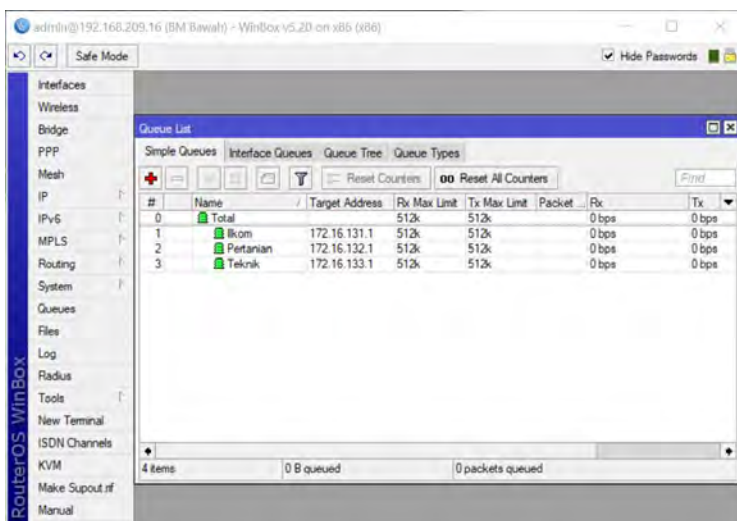 admin@192.168.209.16 (BM Bawah) - WinBox v5.20 on x86 (x86)
Safe Mode
Hide Passwords
Interfaces
Wireless
Bridge
PPP
Mesh
IP
IPv6
MPLS
Routing
System
Queues
Files
Log
Radius
Tools
New Terminal
ISDN Channels
KVM
Make Supout.rif
Manual
RouterOS WinBox
Queue List
Simple Queues Interface Queues Queue Tree Queue Types
Reset Counters 00 Reset All Counters Find
# Name / Target Address Rx Max Limit Tx Max Limit Packet ... Rx Tx
0 Total 512k 512k 0 bps 0 bps
1 Ilkom 172.16.131.1 512k 512k 0 bps 0 bps
2 Pertanian 172.16.132.1 512k 512k 0 bps 0 bps
3 Teknik 172.16.133.1 512k 512k 0 bps 0 bps
4 items 0 B queued 0 packets queued